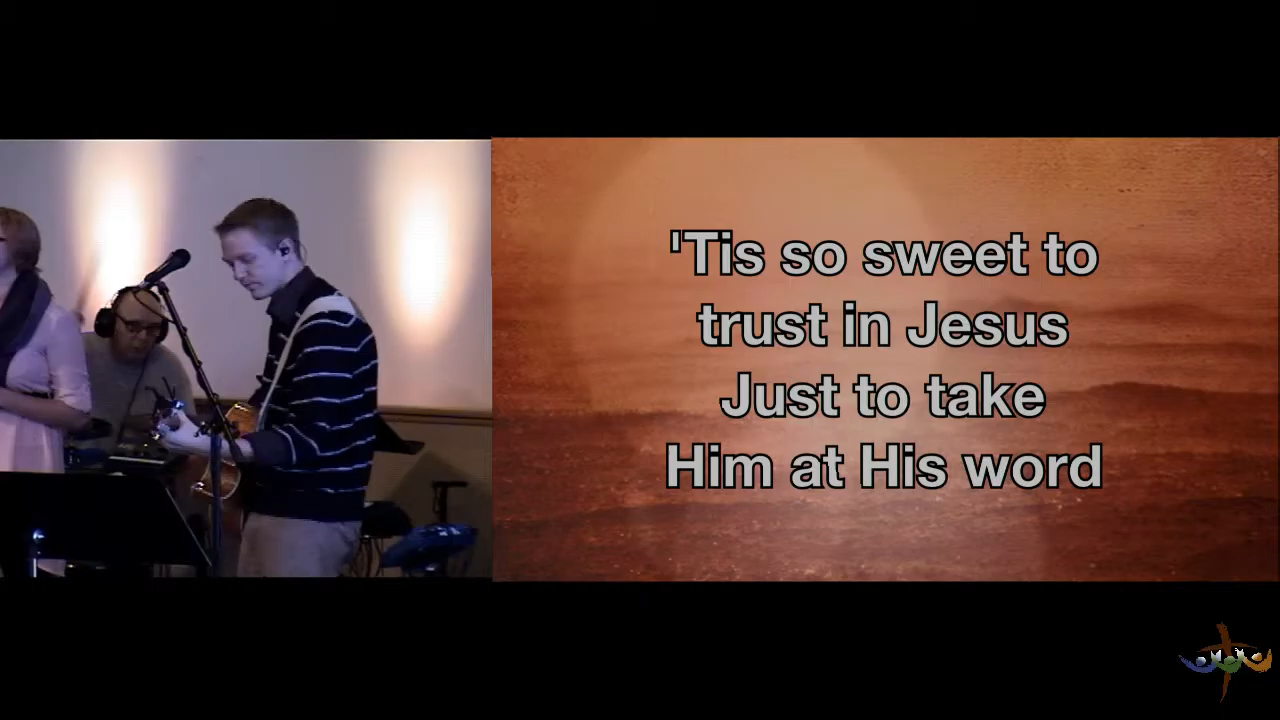 'Tis so sweet to
trust in Jesus
Just to take
Him at His word